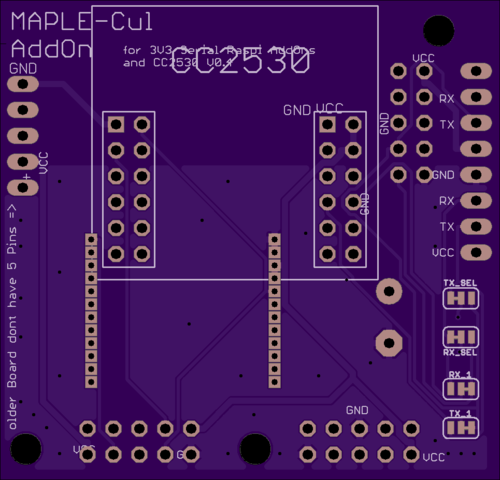 MAPLE-Cul
AddOn
for 3V3 Serial Raspi AddOns
and CC2530 V0.4
CC2530
GND
VCC
+
older Board dont have 5 Pins =>
GND VCC
GND
GND
VCC
RX
TX
GND
RX
TX
VCC
TX_SEL
RX_SEL
RX_1
TX_1
VCC
G
GND
VCC